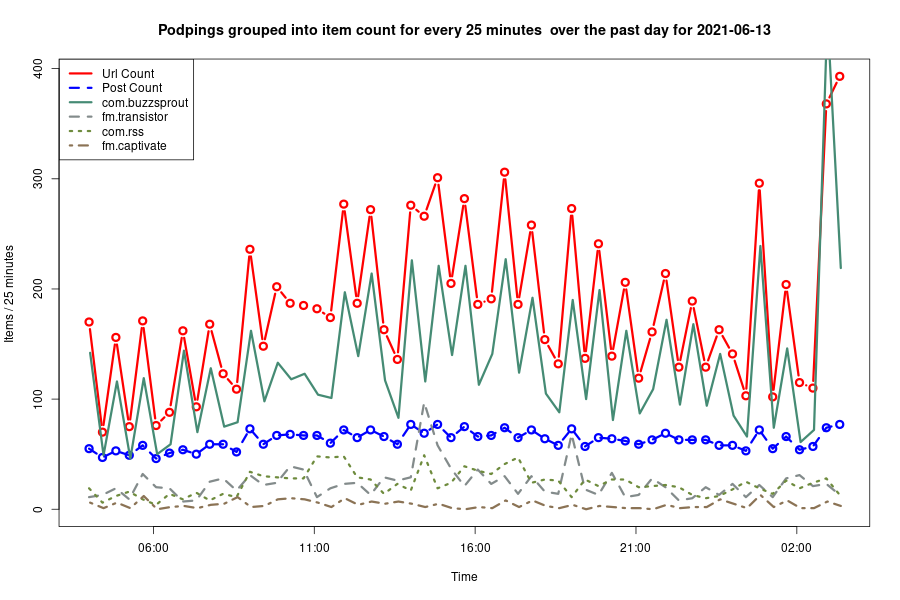 Podpings grouped into item count for every 25 minutes  over the past day for 2021-06-13
Url Count
Post Count
com.buzzsprout
fm.transistor
com.rss
fm.captivate
Items / 25 minutes
400
300
200
100
0
06:00 11:00 16:00 21:00 02:00
Time